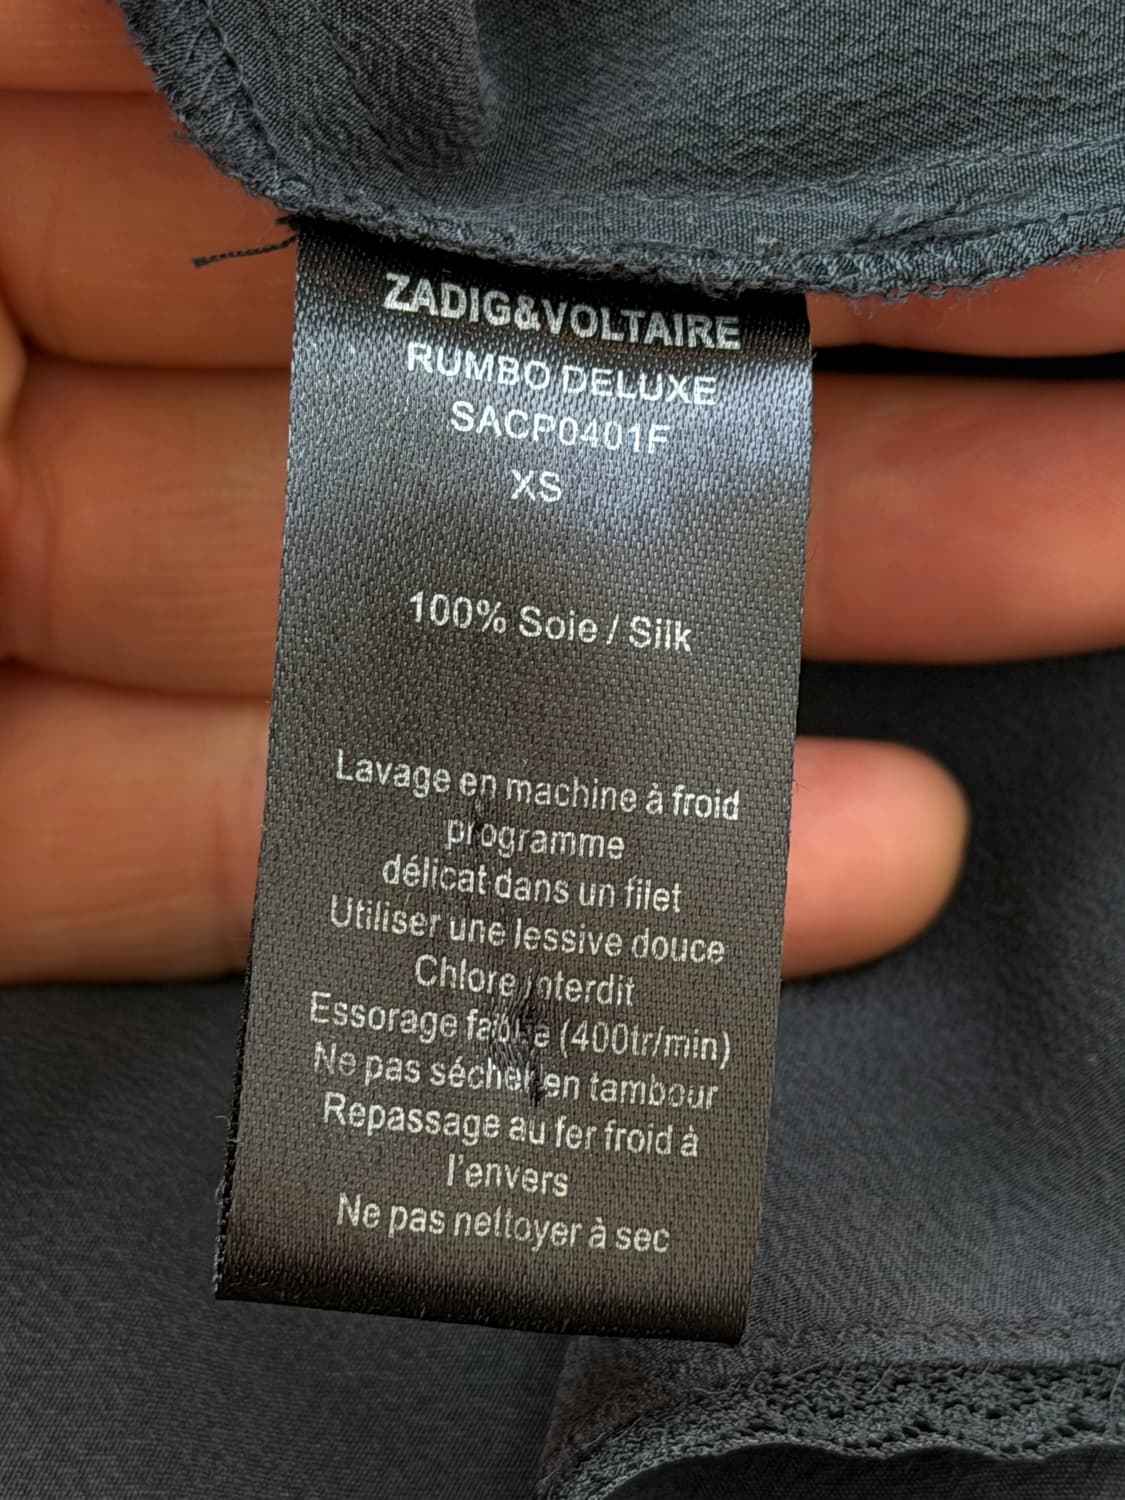 ZADIG&VOLTAIRE
RUMBO DELUXE
SACP0401F
XS
100% Soie / Silk
Lavage en machine à froid
programme
délicat dans un filet
Utiliser une lessive douce
Chlore interdit
Essorage faible (400tr/min)
Ne pas sécher en tambour
Repassage au fer froid à
l'envers
Ne pas nettoyer à sec